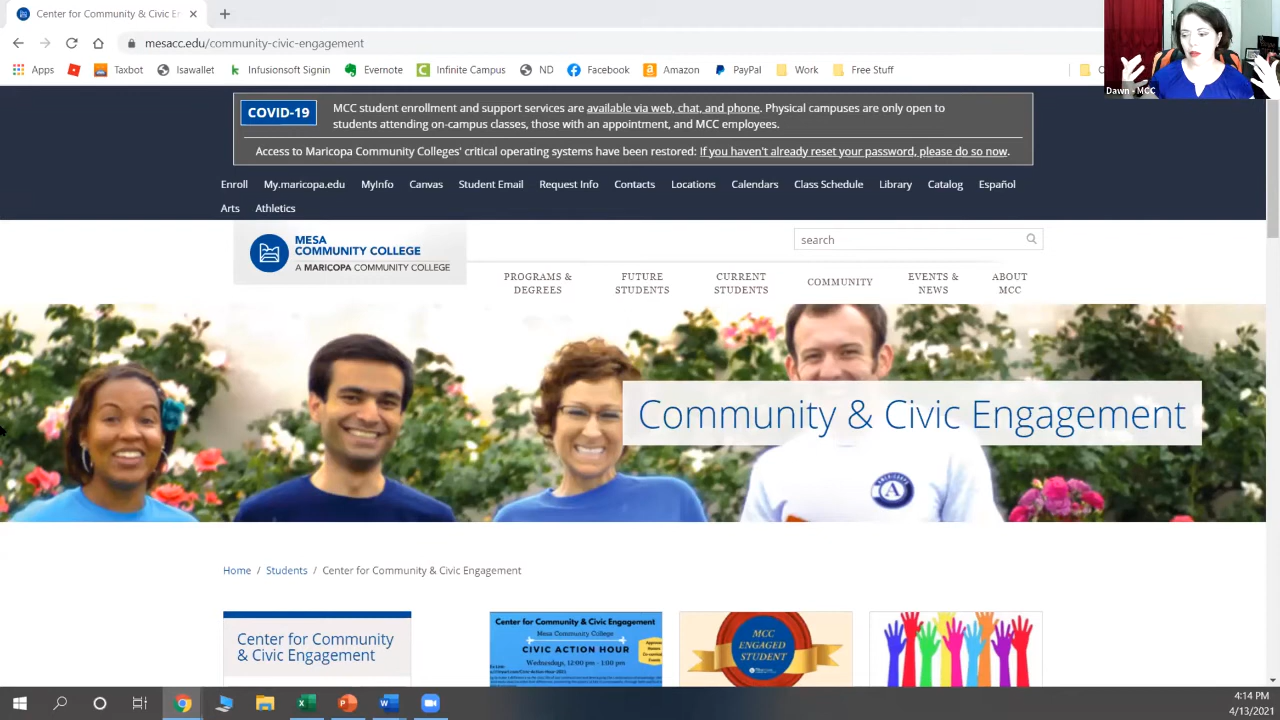 Center for Community & Civic E
mesacc.edu/community-civic-engagement
Apps
Taxbot
Isawallet
Infusionsoft Signin
Infinite Campus
Facebook
Amazon
PayPal
Work
Free Stuff
Dawn - MCC
COVID-19
MCC student enrollment and support services are available via web, chat, and phone. Physical campuses are only open to
students attending on-campus classes, those with an appointment, and MCC employees.
Access to Maricopa Community Colleges' critical operating systems have been restored: If you haven't already reset your password, please do so now.
Enroll My.maricopa.edu MyInfo Canvas Student Email Request Info Contacts Locations Calendars Class Schedule Library Catalog Español
Arts Athletics
MESA
COMMUNITY COLLEGE
A MARICOPA COMMUNITY COLLEGE
search
PROGRAMS &
DEGREES
FUTURE
STUDENTS
CURRENT
STUDENTS
COMMUNITY
EVENTS &
NEWS
ABOUT
MCC
Community & Civic Engagement
A
Home / Students / Center for Community & Civic Engagement
Center for Community
& Civic Engagement
Center for Community & Civic Engagement
Mesa Community College
CIVIC ACTION HOUR
Wednesdays, 12:00 pm - 1:00 pm
MCC
ENGAGED
STUDENT
4:14 PM
4/13/2021